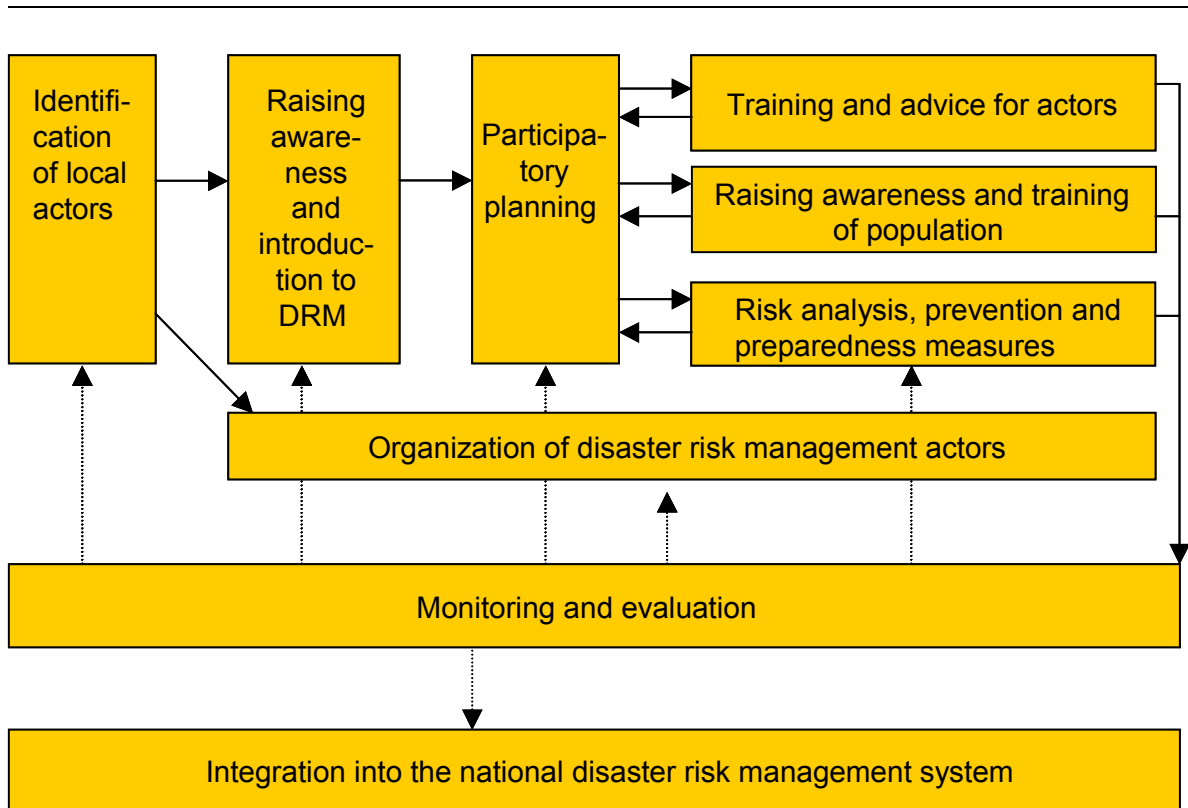 Identifi-
cation
of local
actors
Raising
aware-
ness
and
introduc-
tion to
DRM
Participa-
tory
planning
Training and advice for actors
Raising awareness and training
of population
Risk analysis, prevention and
preparedness measures
Organization of disaster risk management actors
Monitoring and evaluation
Integration into the national disaster risk management system